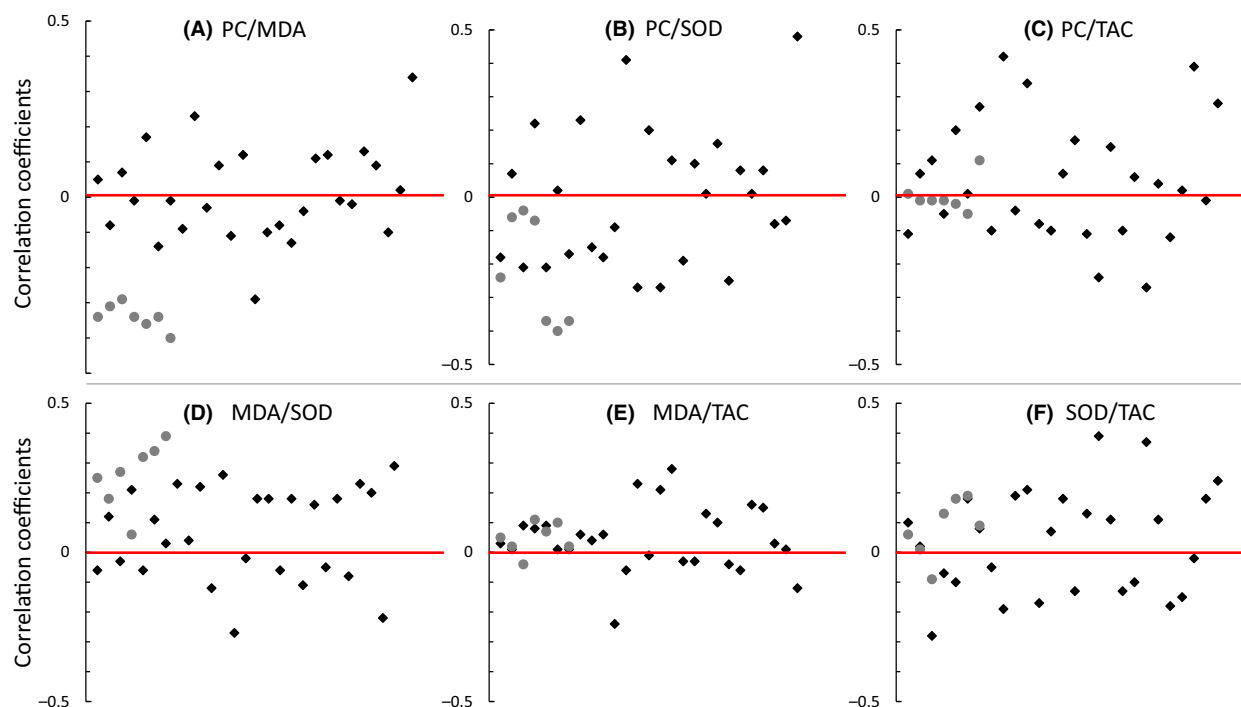 0.5
(A) PC/MDA
0
Correlation coefficients
0.5
(B) PC/SOD
0
–0.5
0.5
(C) PC/TAC
0
–0.5
0.5
(D) MDA/SOD
0
–0.5
Correlation coefficients
0.5
(E) MDA/TAC
0
–0.5
0.5
(F) SOD/TAC
0
–0.5